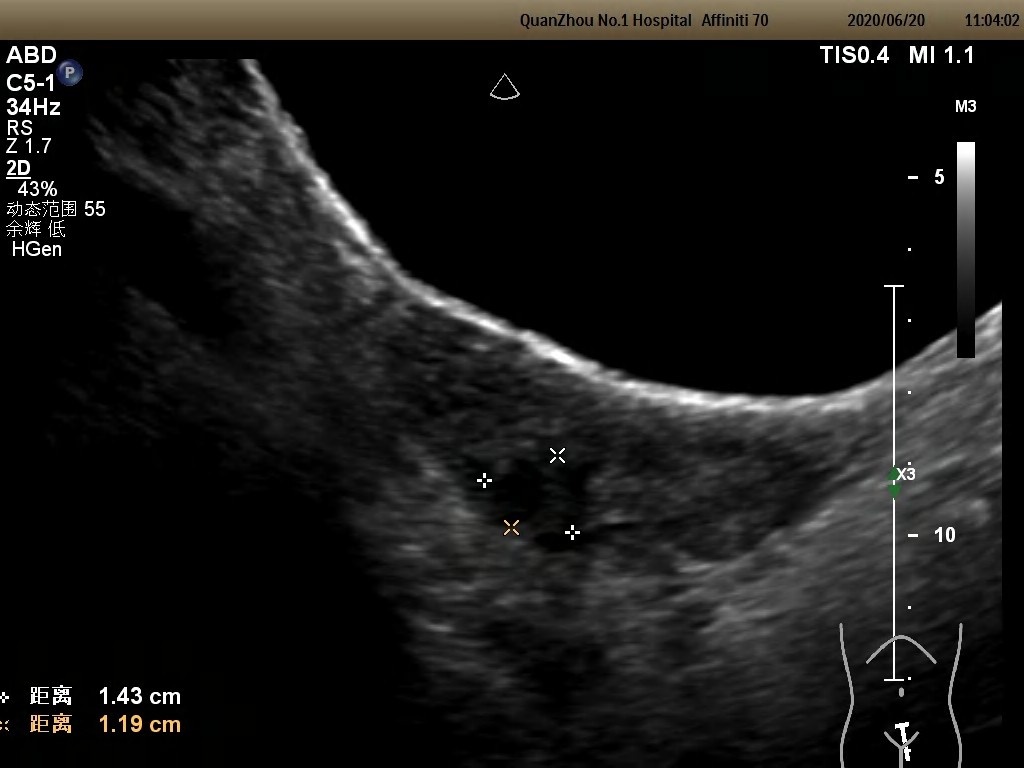 QuanZhou No.1 Hospital Affiniti 70 2020/06/20 11:04:02
ABD
TIS0.4 MI 1.1
P
C5-1
34Hz
M3
RS
Z 1.7
2D
43%
5
动态范围 55
余辉 低
HGen
X3
10
距离 1.43 cm
距离 1.19 cm